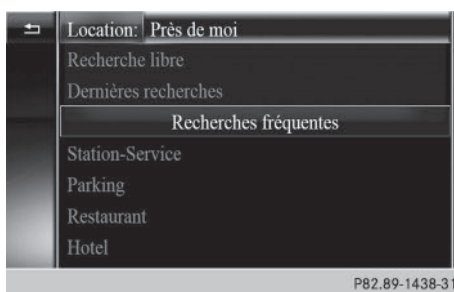 Location: Près de moi
Recherche libre
Dernières recherches
Recherches fréquentes
Station-Service
Parking
Restaurant
Hotel
P82.89-1438-31